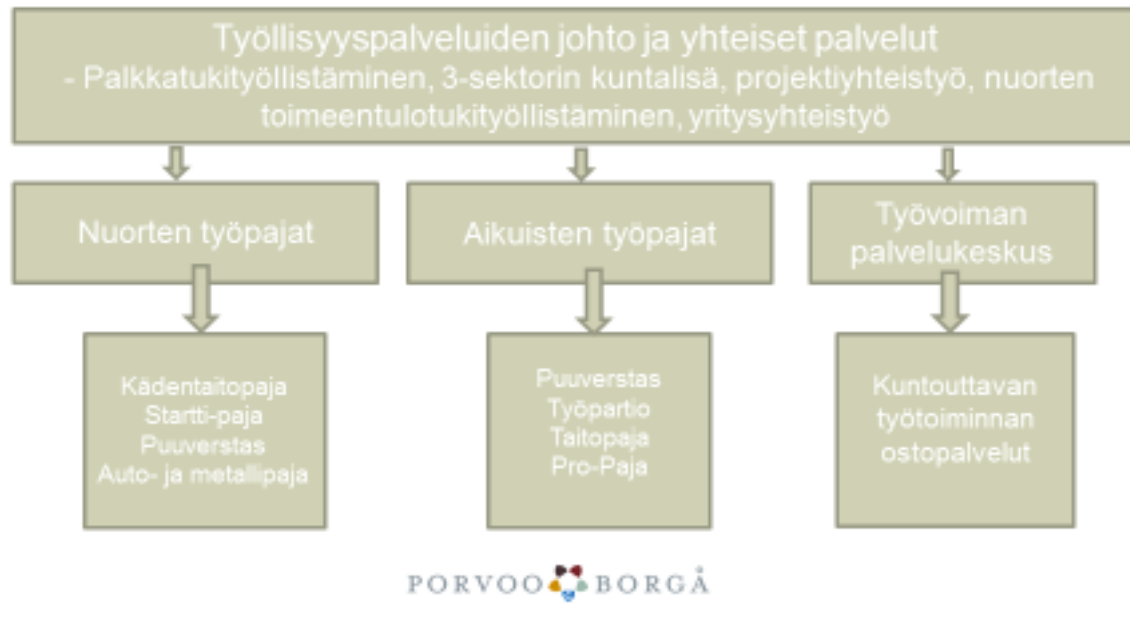 Työllisyyspalveluiden johto ja yhteiset palvelut
- Palkkatukityöllistäminen, 3-sektorin kuntalisä, projektiyhteistyö, nuorten
toimeentulotukityöllistäminen, yritysyhteistyö
Nuorten työpajat
Aikuisten työpajat
Työvoiman
palvelukeskus
Kädentaitopaja
Startti-paja
Puuverstas
Auto- ja metallipaja
Puuverstas
Työpartio
Taitopaja
Pro-Paja
Kuntouttavan
työtoiminnan
ostopalvelut
PORVOO BORGÅ